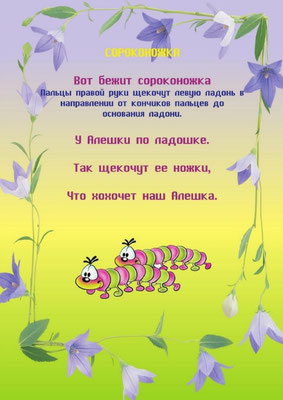 СОРОКОНОЖКА
Вот бежит сороконожка
Пальцы правой руки щекочут левую ладонь в
направлении от кончиков пальцев до
основания ладони.
У Алешки по ладошке.
Так щекочут ее ножки,
Что хохочет наш Алешка.